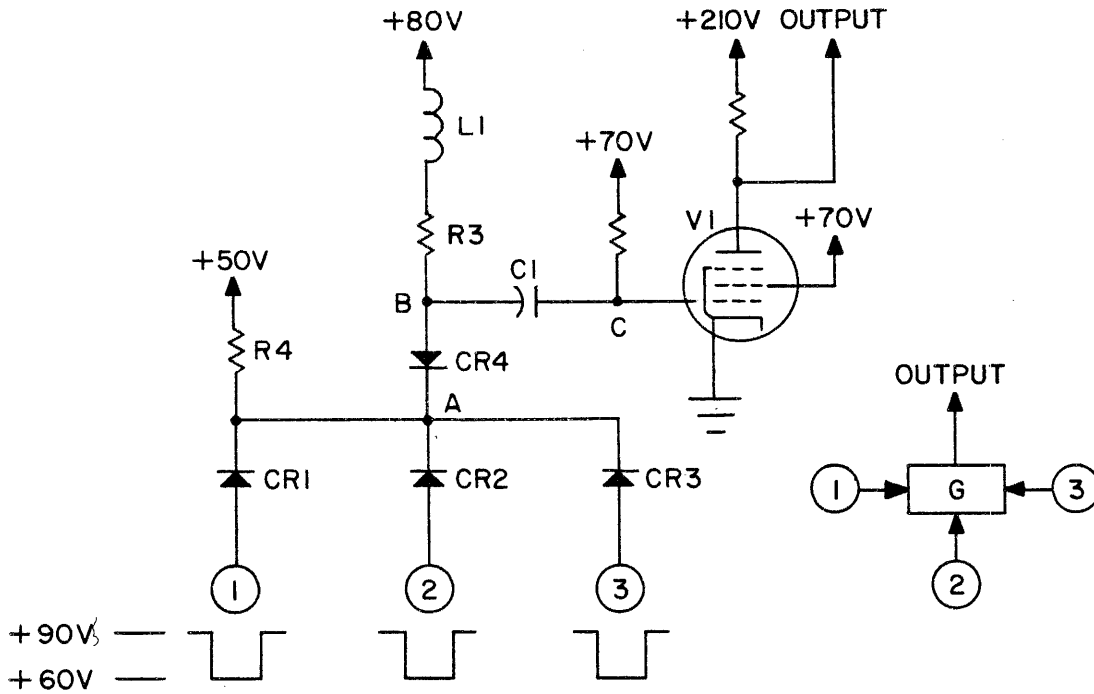 +80V
+210V OUTPUT
L1
+70V
R3
V1
+70V
+50V
C1
B
C
R4
CR4
A
OUTPUT
CR1
CR2
CR3
1
G
3
2
1
2
3
+90V
+60V